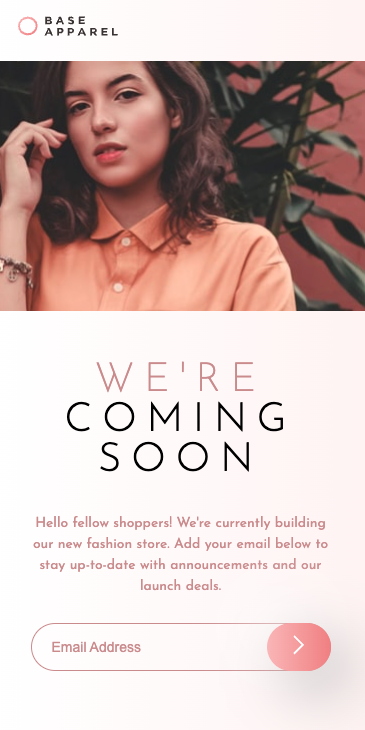 BASE
APPAREL
WE'RE
COMING
SOON
Hello fellow shoppers! We're currently building
our new fashion store. Add your email below to
stay up-to-date with announcements and our
launch deals.
Email Address